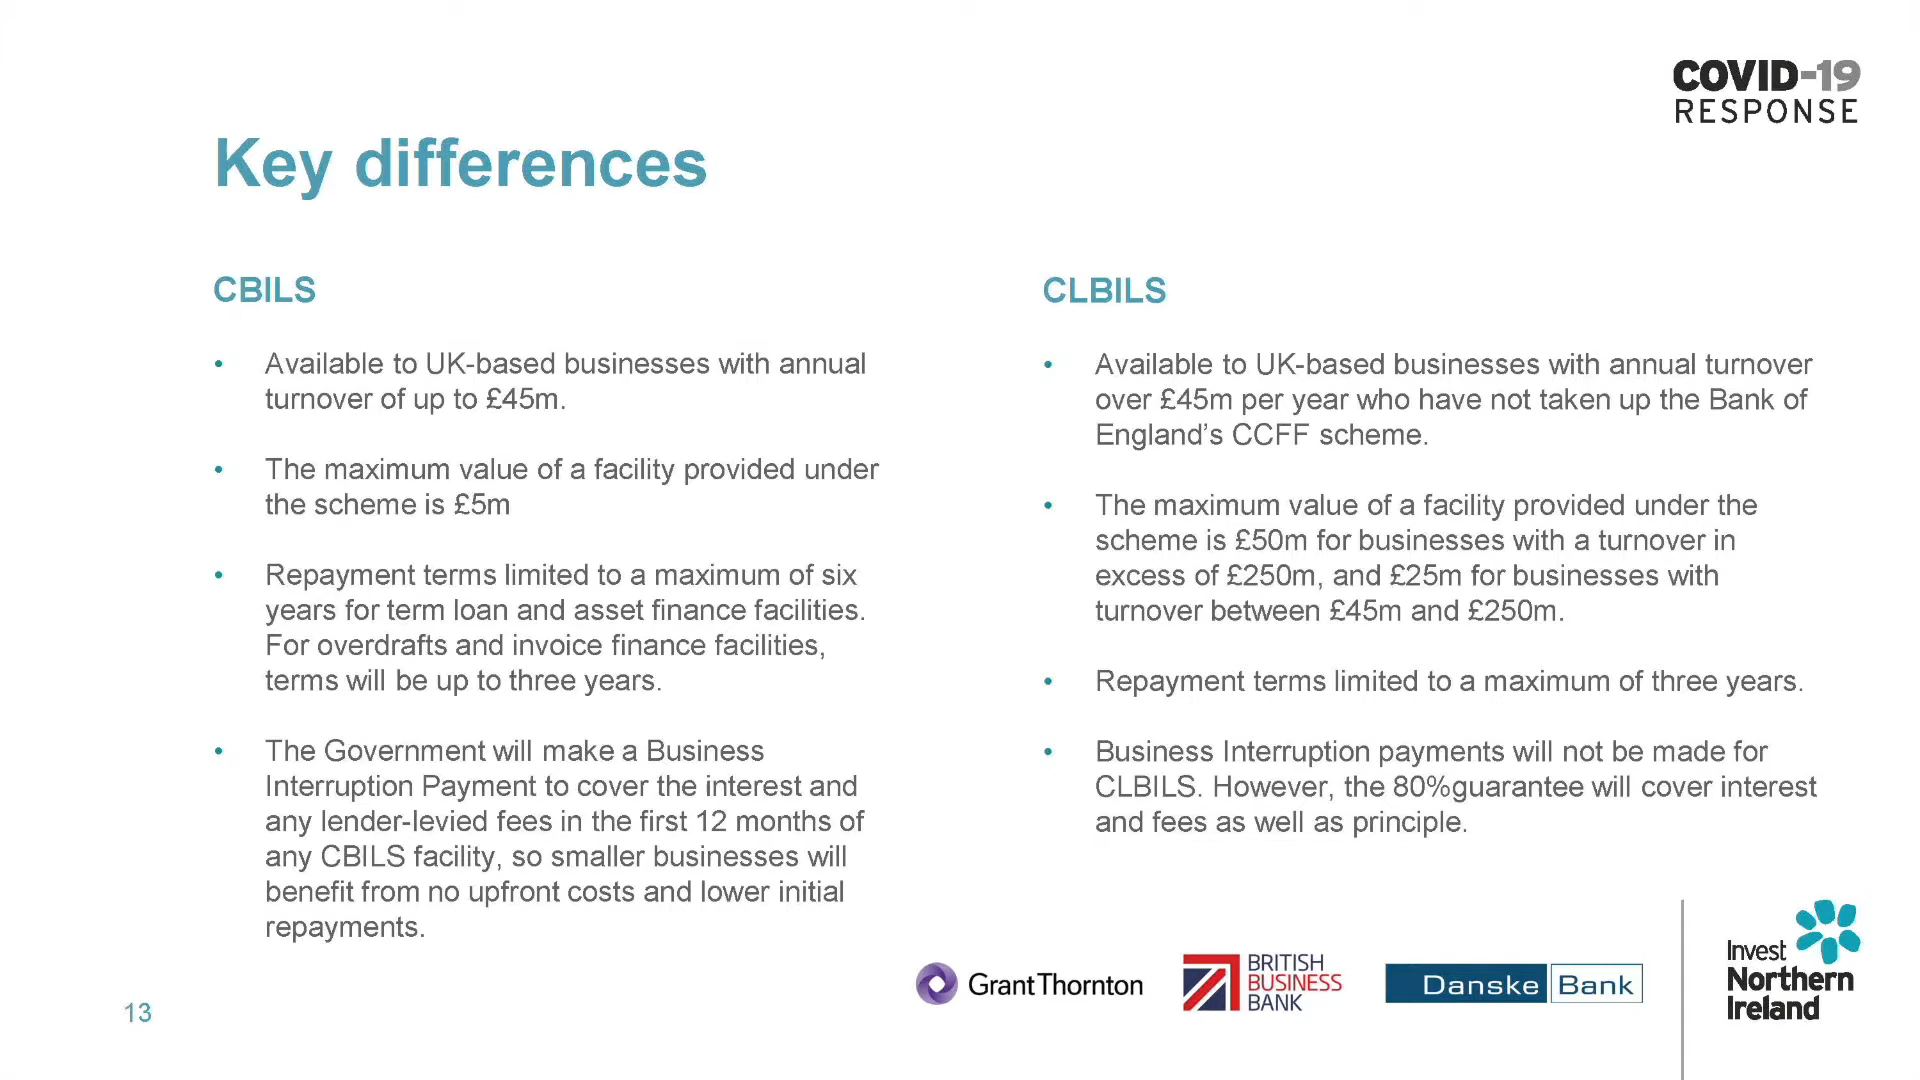 COVID-19
RESPONSE
Key differences
CBILS
• Available to UK-based businesses with annual
turnover of up to £45m.
• The maximum value of a facility provided under
the scheme is £5m
• Repayment terms limited to a maximum of six
years for term loan and asset finance facilities.
For overdrafts and invoice finance facilities,
terms will be up to three years.
• The Government will make a Business
Interruption Payment to cover the interest and
any lender-levied fees in the first 12 months of
any CBILS facility, so smaller businesses will
benefit from no upfront costs and lower initial
repayments.
CLBILS
• Available to UK-based businesses with annual turnover
over £45m per year who have not taken up the Bank of
England’s CCFF scheme.
• The maximum value of a facility provided under the
scheme is £50m for businesses with a turnover in
excess of £250m, and £25m for businesses with
turnover between £45m and £250m.
• Repayment terms limited to a maximum of three years.
• Business Interruption payments will not be made for
CLBILS. However, the 80%guarantee will cover interest
and fees as well as principle.
13
Grant Thornton
BRITISH
BUSINESS
BANK
Danske Bank
Invest
Northern
Ireland